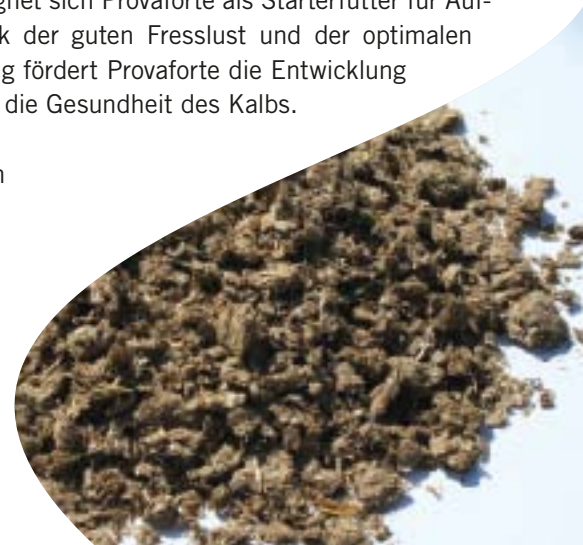 gnet sich Provaforte als Starterfutter für Auf-
k der guten Fresslust und der optimalen
g fördert Provaforte die Entwicklung
die Gesundheit des Kalbs.
n